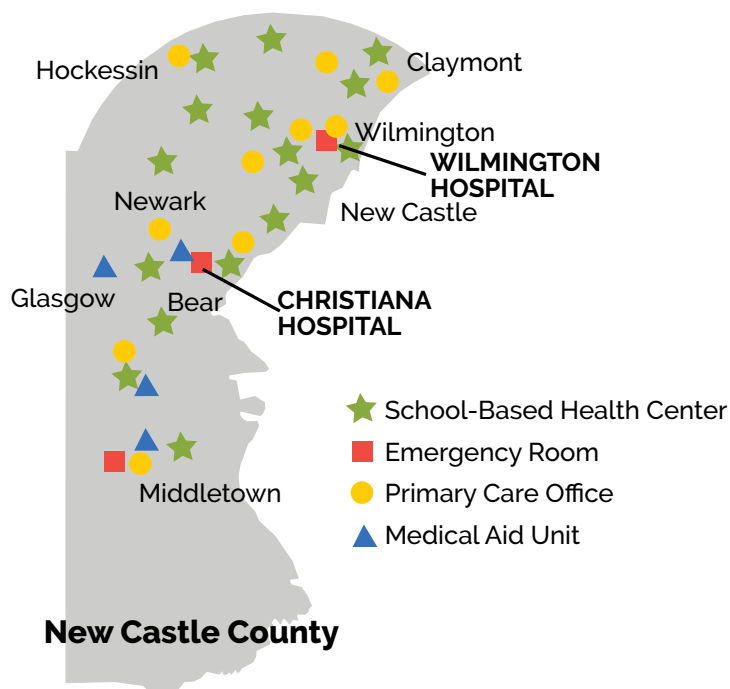 Hockessin
Claymont
Wilmington
WILMINGTON
HOSPITAL
Newark
New Castle
Glasgow
Bear
CHRISTIANA
HOSPITAL
School-Based Health Center
Emergency Room
Primary Care Office
Medical Aid Unit
Middletown
New Castle County